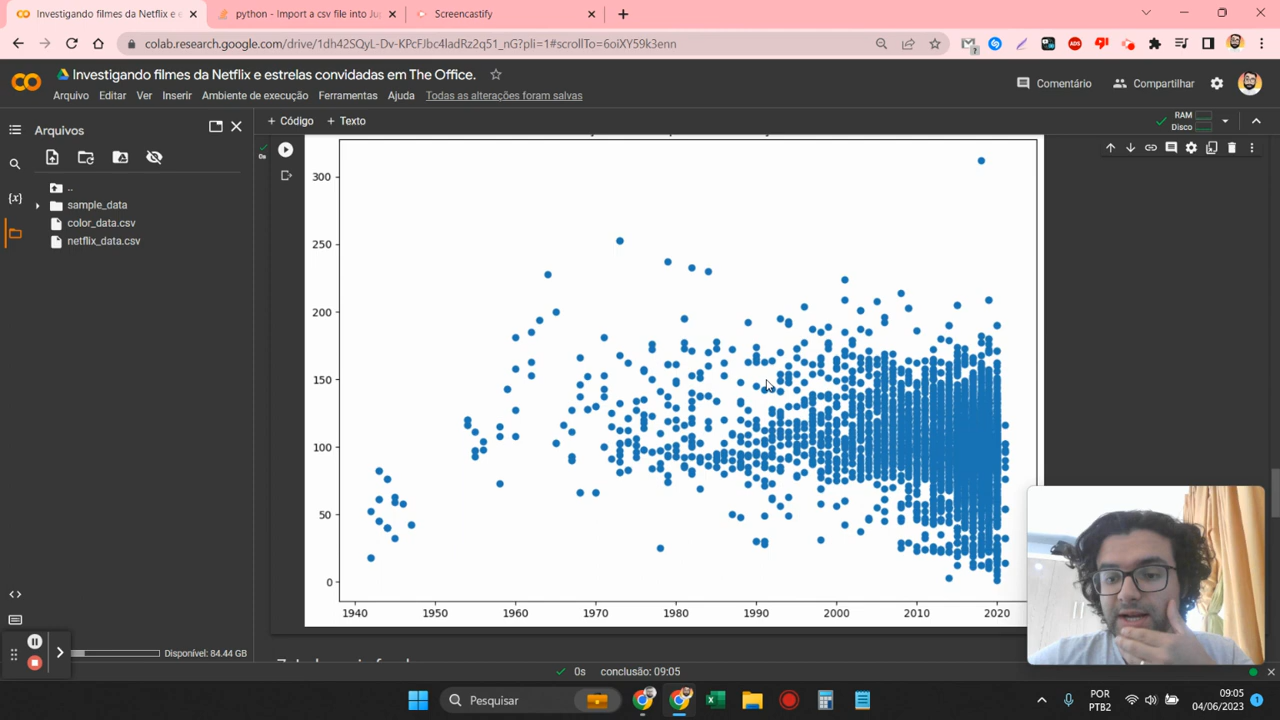 Investigando filmes da Netflix e e
python - Import a csv file into Ju
Screencastify
colab.research.google.com/drive/1dh42SQyL-Dv-KPcFJbc4ladRz2q51_nG?pli=1#scrollTo=6oiXY59k3enn
Investigando filmes da Netflix e estrelas convidadas em The Office.
Comentário
Compartilhar
Arquivo Editar Ver Inserir Ambiente de execução Ferramentas Ajuda Todas as alterações foram salvas
+ Código + Texto
RAM
Disco
Arquivos
..
sample_data
color_data.csv
netflix_data.csv
{x}
0s
300
250
200
150
100
50
0
1940 1950 1960 1970 1980 1990 2000 2010 2020
Disponível: 84.44 GB
0s conclusão: 09:05
Pesquisar
POR
PTB2
09:05
04/06/2023